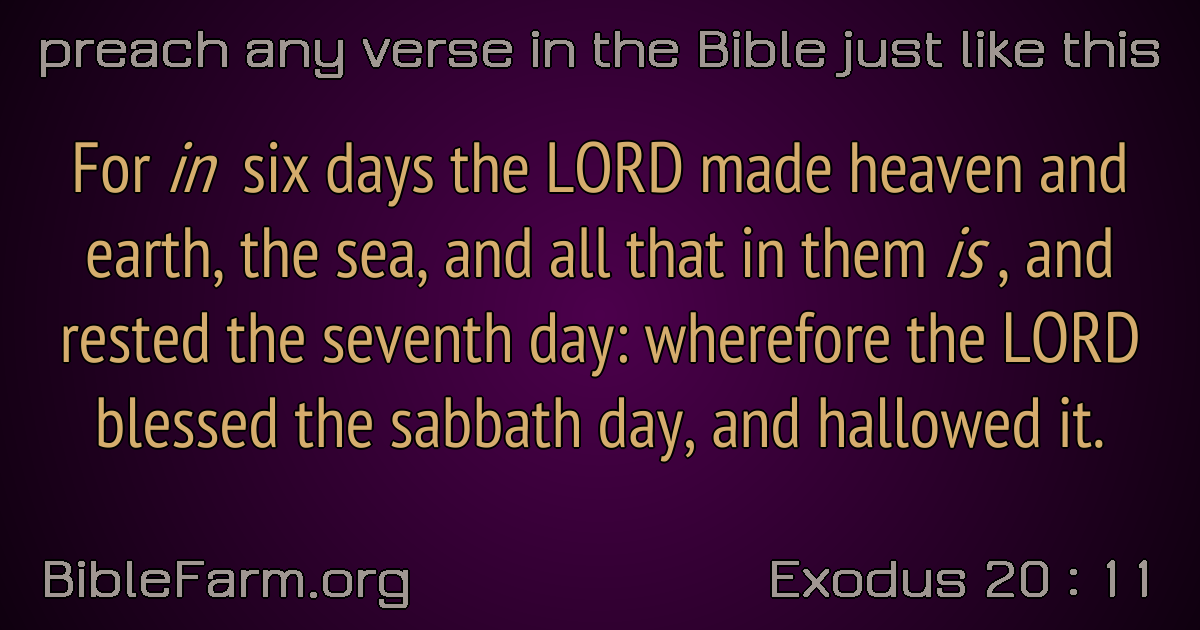 preach any verse in the Bible just like this
For in six days the LORD made heaven and
earth, the sea, and all that in them is , and
rested the seventh day: wherefore the LORD
blessed the sabbath day, and hallowed it.
BibleFarm.org
Exodus 20 : 11